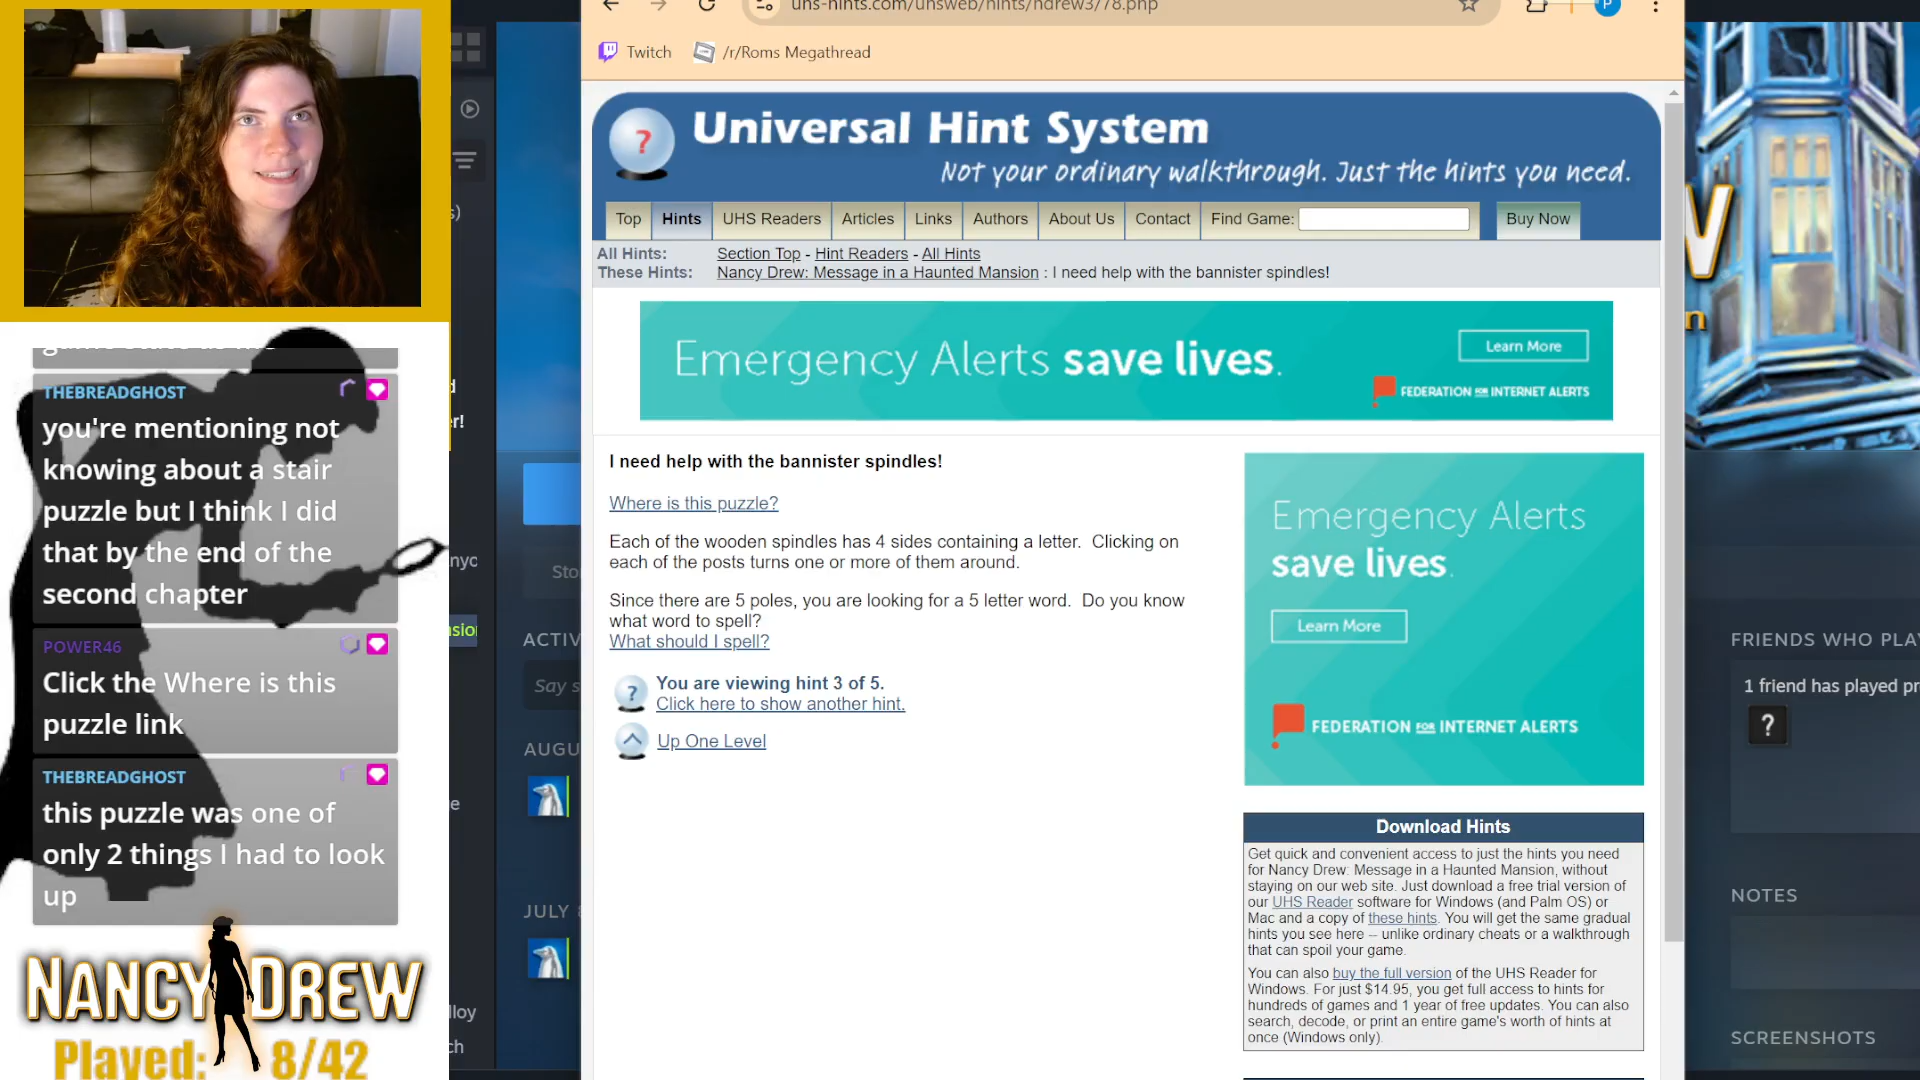 uhs-hints.com/uhsweb/hints/ndrew3/78.php
Twitch
/r/Roms Megathread
Universal Hint System
Not your ordinary walkthrough. Just the hints you need.
Top
Hints
UHS Readers
Articles
Links
Authors
About Us
Contact
Find Game:
Buy Now
All Hints: Section Top - Hint Readers - All Hints
These Hints: Nancy Drew: Message in a Haunted Mansion : I need help with the bannister spindles!
Emergency Alerts save lives.
Learn More
FEDERATION FOR INTERNET ALERTS
I need help with the bannister spindles!
Where is this puzzle?
Each of the wooden spindles has 4 sides containing a letter. Clicking on
each of the posts turns one or more of them around.
Since there are 5 poles, you are looking for a 5 letter word. Do you know
what word to spell?
What should I spell?
You are viewing hint 3 of 5.
Click here to show another hint.
Up One Level
Emergency Alerts
save lives.
Learn More
FEDERATION FOR INTERNET ALERTS
Download Hints
Get quick and convenient access to just the hints you need
for Nancy Drew: Message in a Haunted Mansion, without
staying on our web site. Just download a free trial version of
our UHS Reader software for Windows (and Palm OS) or
Mac and a copy of these hints. You will get the same gradual
hints you see here -- unlike ordinary cheats or a walkthrough
that can spoil your game.
You can also buy the full version of the UHS Reader for
Windows. For just $14.95, you get full access to hints for
hundreds of games and 1 year of free updates. You can also
search, decode, or print an entire game's worth of hints at
once (Windows only).
THEBREADGHOST
you're mentioning not
knowing about a stair
puzzle but I think I did
that by the end of the
second chapter
POWER46
Click the Where is this
puzzle link
THEBREADGHOST
this puzzle was one of
only 2 things I had to look
up
NANCY DREW
Played: 8/42
ACTIV
Say s
AUGU
JULY
FRIENDS WHO PLAY
1 friend has played pr
NOTES
SCREENSHOTS